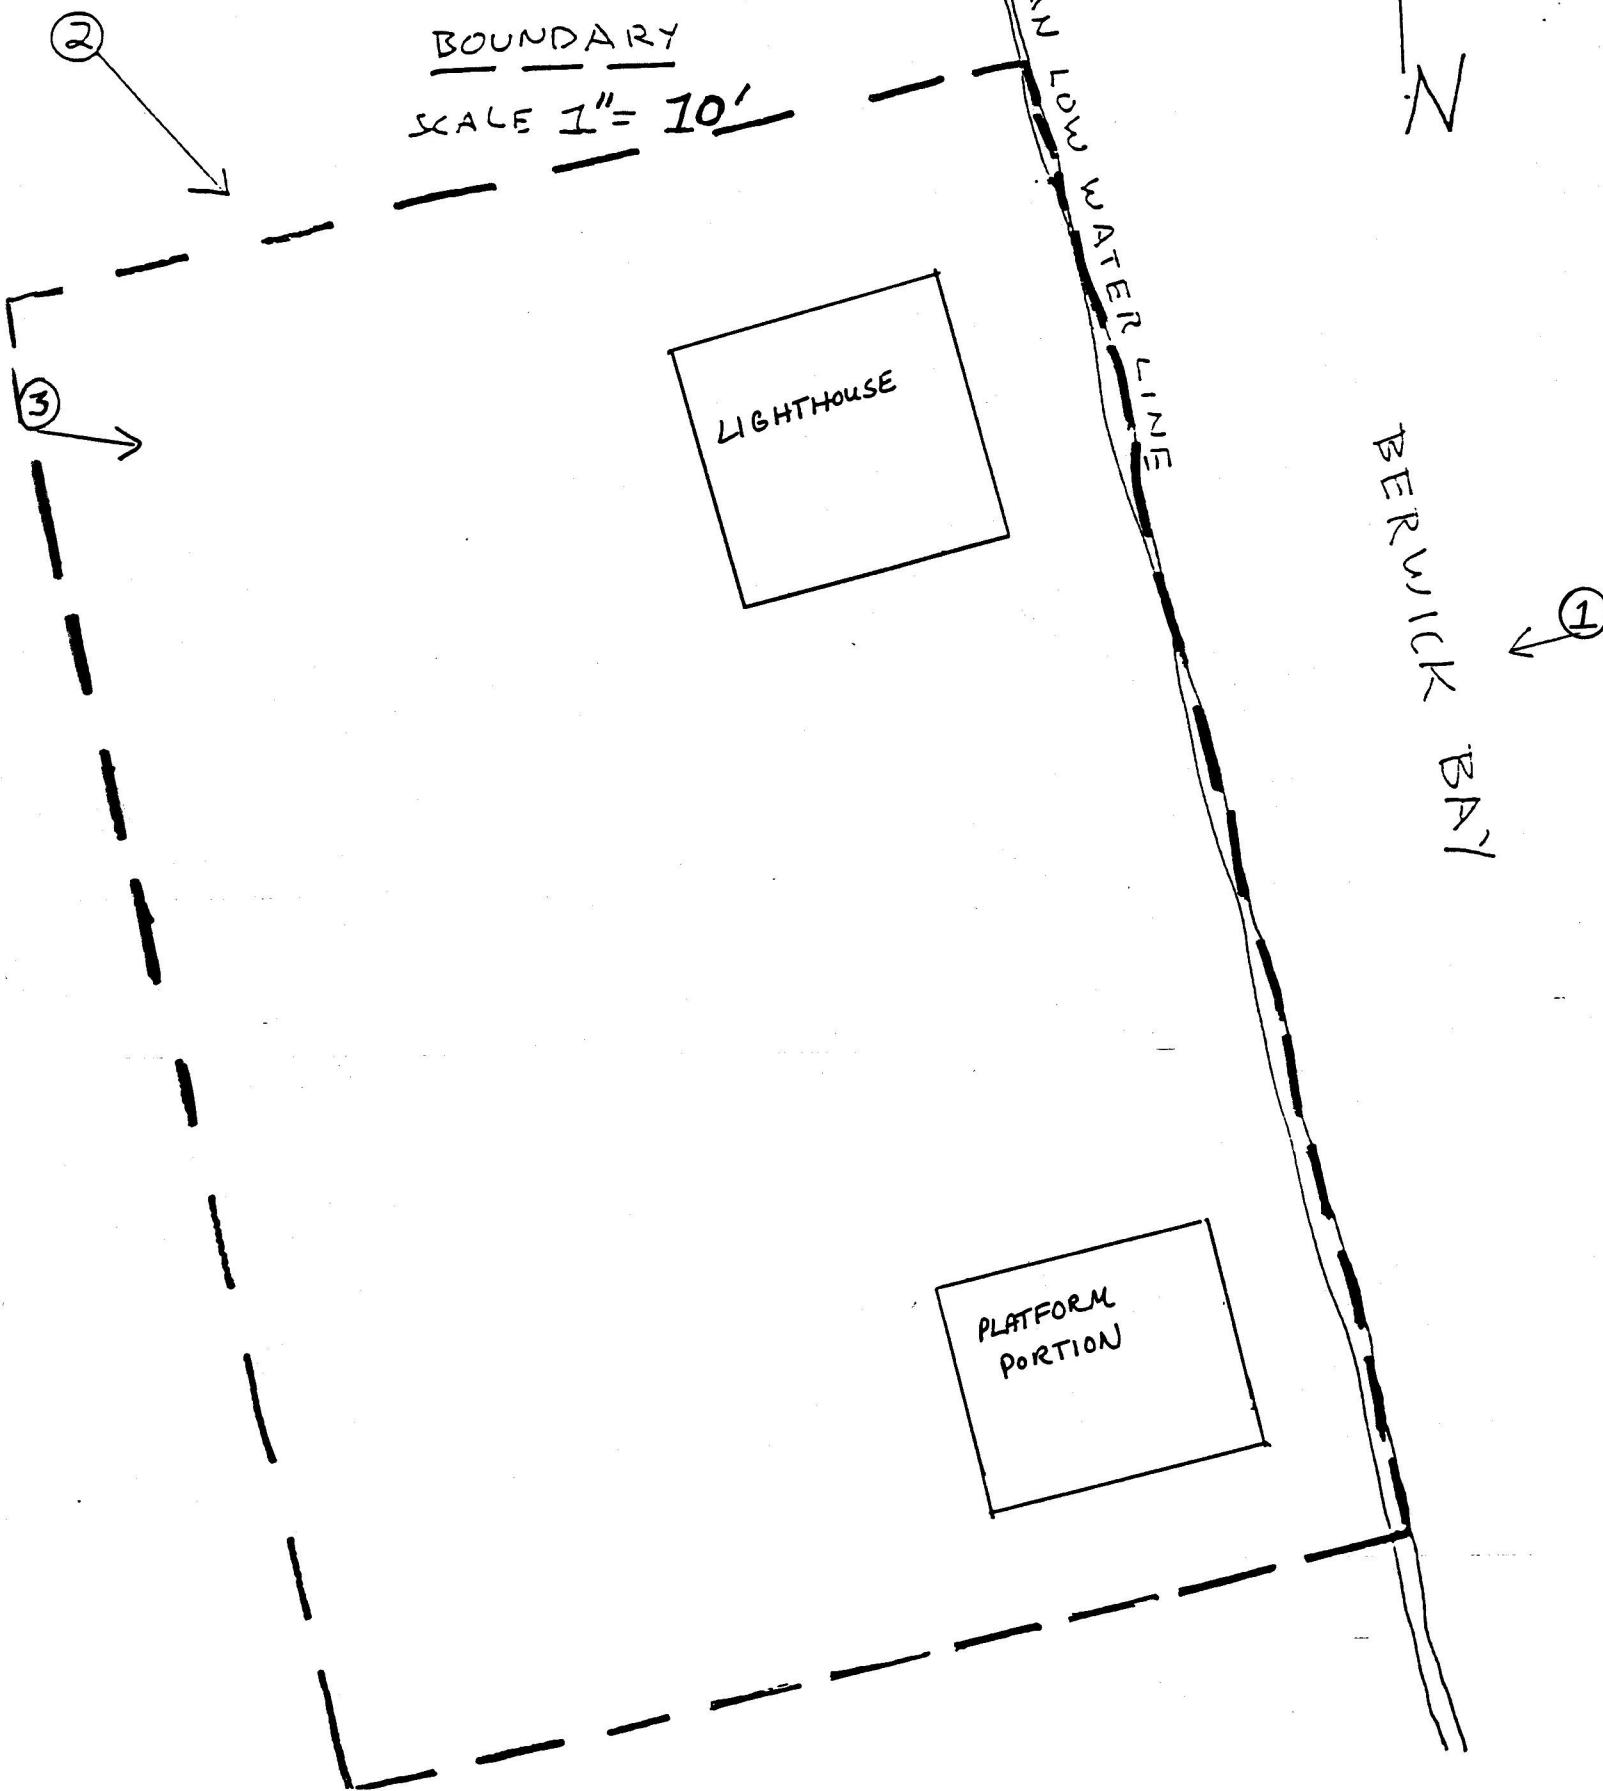 ②
BOUNDARY
SCALE 1"= 10'
N
LOW WATER LINE
③
LIGHTHOUSE
BERWICK BAY
①
PLATFORM
PORTION